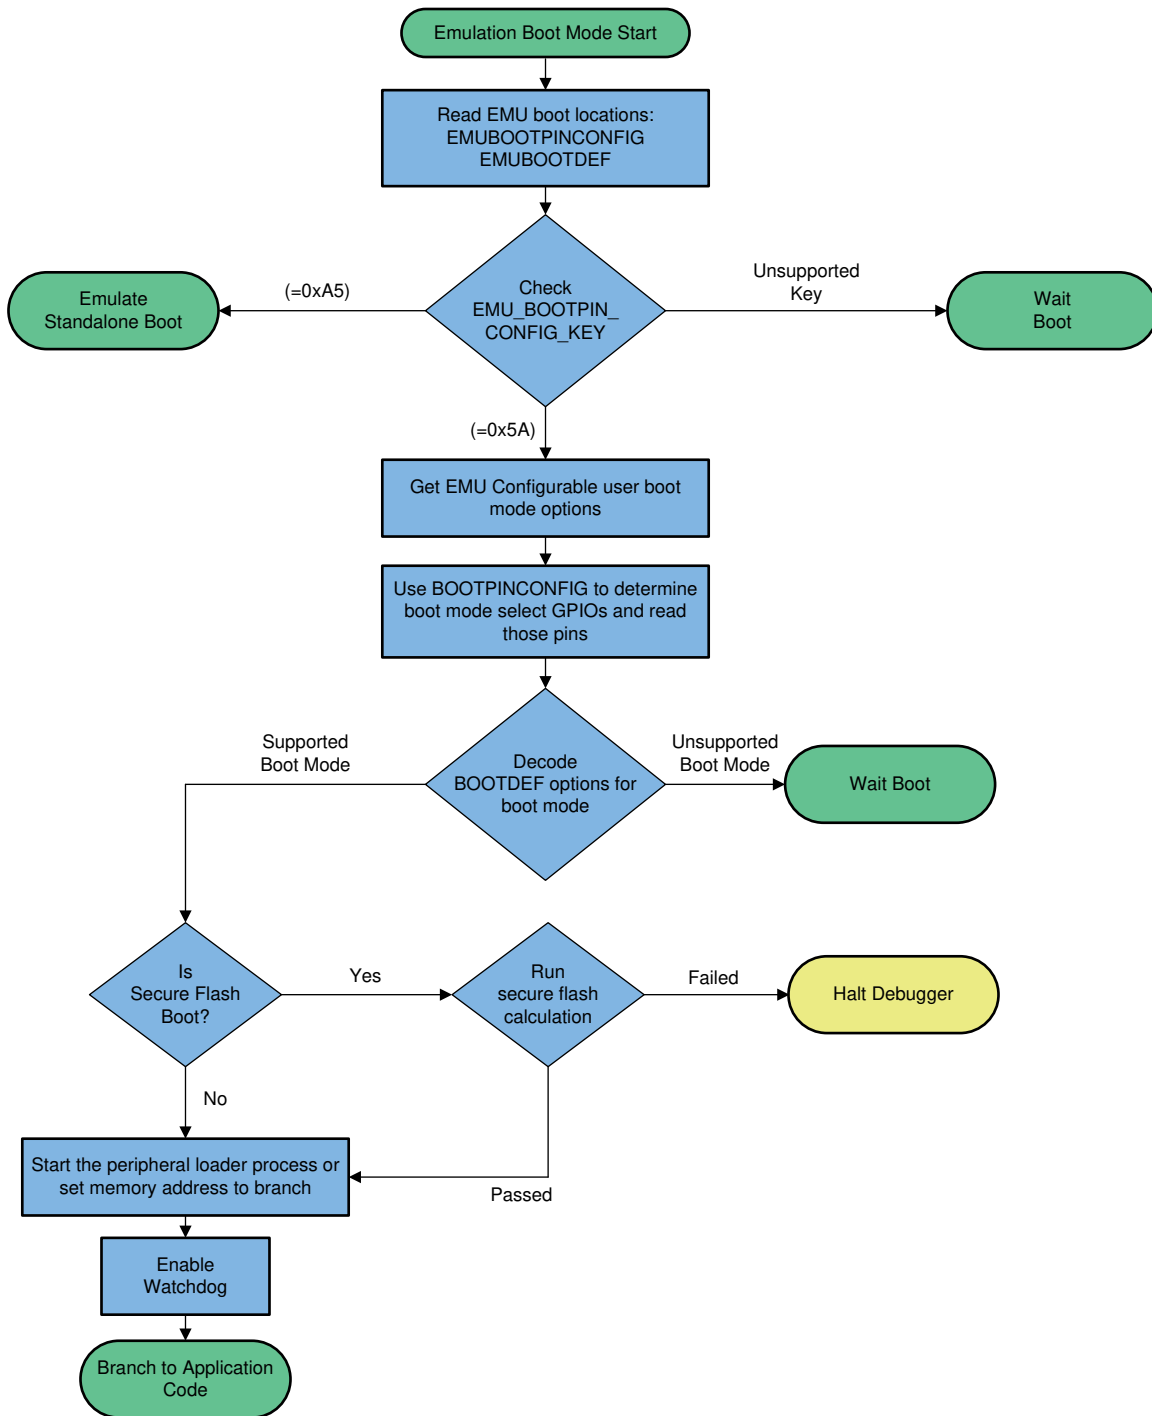 Emulation Boot Mode Start
Read EMU boot locations:
EMUBOOTPINCONFIG
EMUBOOTDEF
Check
EMU_BOOTPIN_
CONFIG_KEY
(=0xA5)
Emulate
Standalone Boot
Unsupported
Key
Wait
Boot
(=0x5A)
Get EMU Configurable user boot
mode options
Use BOOTPINCONFIG to determine
boot mode select GPIOs and read
those pins
Decode
BOOTDEF options for
boot mode
Supported
Boot Mode
Unsupported
Boot Mode
Wait Boot
Is
Secure Flash
Boot?
Yes
Run
secure flash
calculation
Failed
Halt Debugger
No
Passed
Start the peripheral loader process or
set memory address to branch
Enable
Watchdog
Branch to Application
Code